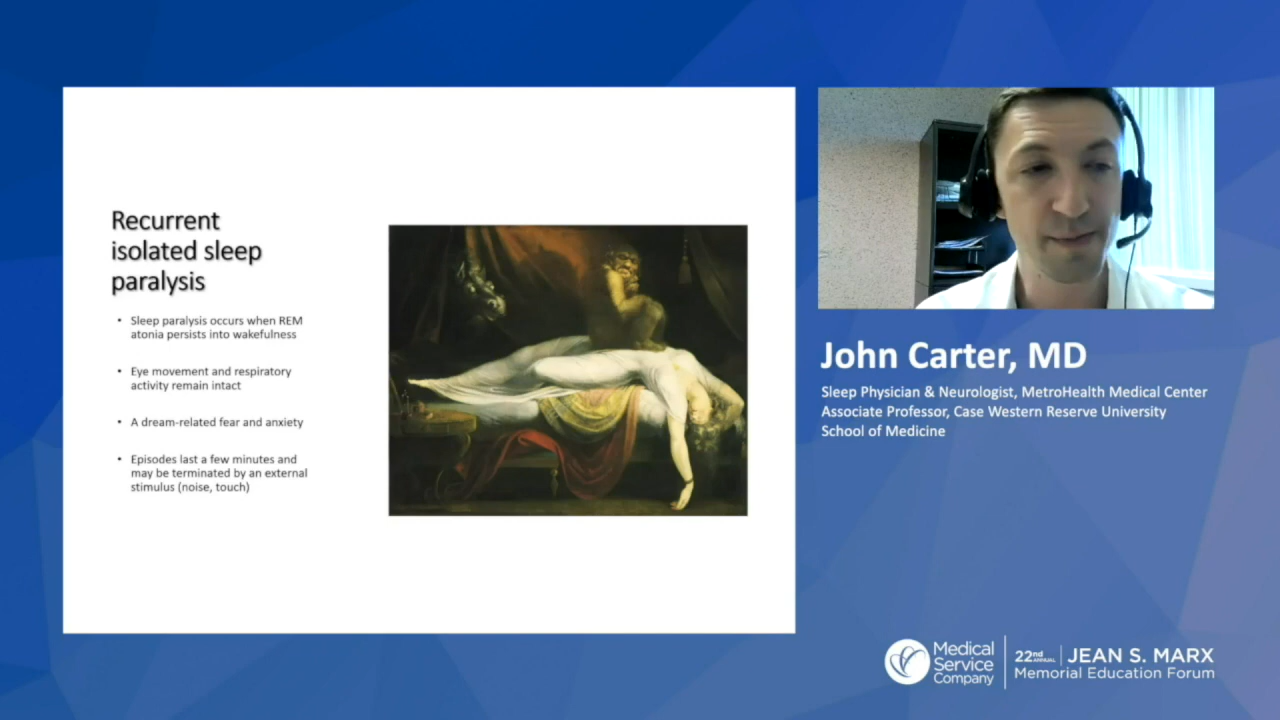 Recurrent
isolated sleep
paralysis
• Sleep paralysis occurs when REM
atonia persists into wakefulness
• Eye movement and respiratory
activity remain intact
• A dream-related fear and anxiety
• Episodes last a few minutes and
may be terminated by an external
stimulus (noise, touch)
John Carter, MD
Sleep Physician & Neurologist, MetroHealth Medical Center
Associate Professor, Case Western Reserve University
School of Medicine
Medical
Service
Company
22nd ANNUAL | JEAN S. MARX
Memorial Education Forum